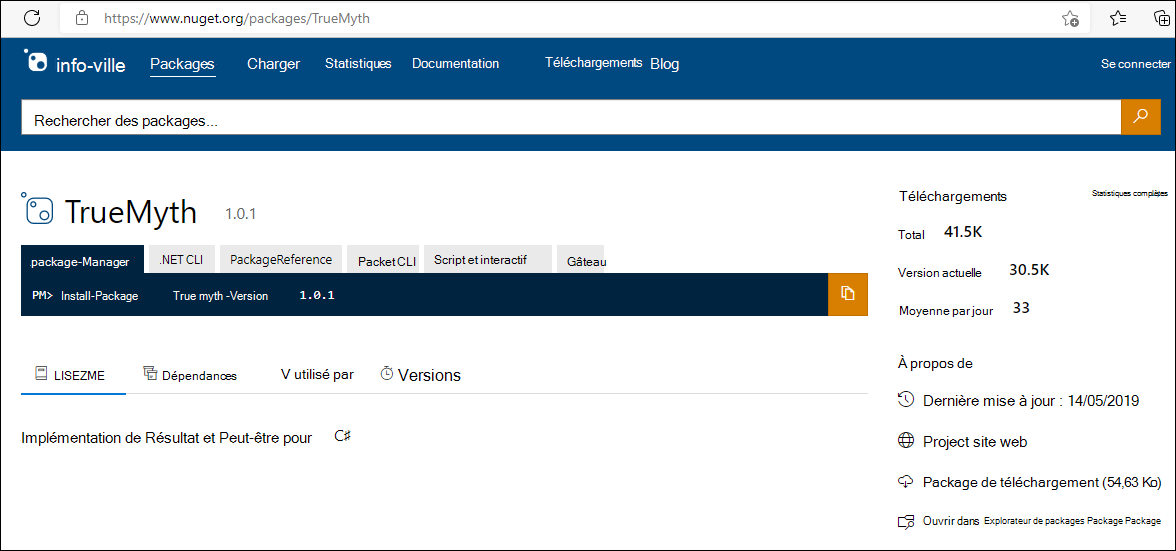 https://www.nuget.org/packages/TrueMyth
info-ville Packages Charger Statistiques Documentation Téléchargements Blog Se connecter
Rechercher des packages...
TrueMyth 1.0.1
package-Manager .NET CLI PackageReference Packet CLI Script et interactif Gâteau
PM> Install-Package True myth -Version 1.0.1
LISEZME Dépendances V utilisé par Versions
Implémentation de Résultat et Peut-être pour C♯
Téléchargements Statistiques complètes
Total 41.5K
Version actuelle 30.5K
Moyenne par jour 33
À propos de
Dernière mise à jour : 14/05/2019
Project site web
Package de téléchargement (54,63 Ko)
Ouvrir dans Explorateur de packages Package Package